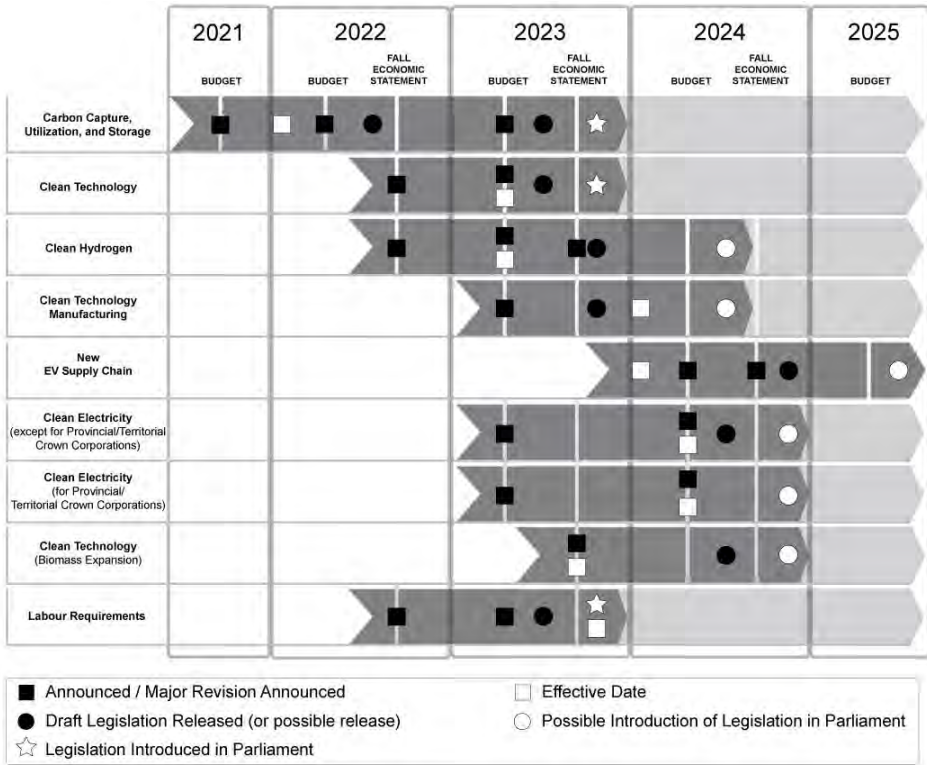 2021
2022
2023
2024
2025
BUDGET
BUDGET
FALL
ECONOMIC
STATEMENT
BUDGET
FALL
ECONOMIC
STATEMENT
BUDGET
FALL
ECONOMIC
STATEMENT
BUDGET
Carbon Capture,
Utilization, and Storage
Clean Technology
Clean Hydrogen
Clean Technology
Manufacturing
New
EV Supply Chain
Clean Electricity
(except for Provincial/Territorial
Crown Corporations)
Clean Electricity
(for Provincial/
Territorial Crown Corporations)
Clean Technology
(Biomass Expansion)
Labour Requirements
Announced / Major Revision Announced
Draft Legislation Released (or possible release)
Legislation Introduced in Parliament
Effective Date
Possible Introduction of Legislation in Parliament